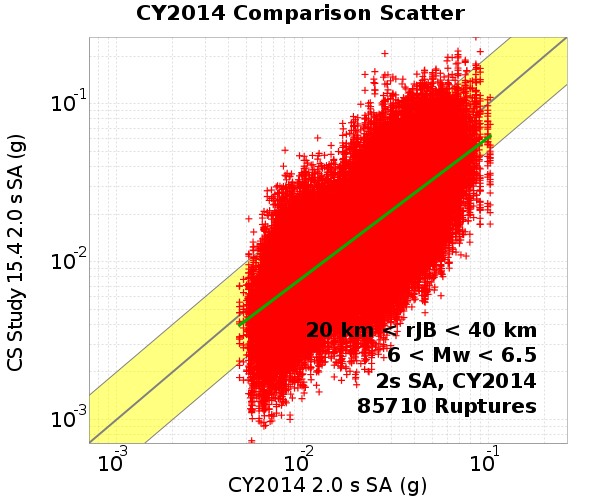 CY2014 Comparison Scatter
CS Study 15.4 2.0 s SA (g)
10^-1
10^-2
10^-3
20 km < rJB < 40 km
6 < Mw < 6.5
2s SA, CY2014
85710 Ruptures
10^-3 10^-2 10^-1
CY2014 2.0 s SA (g)